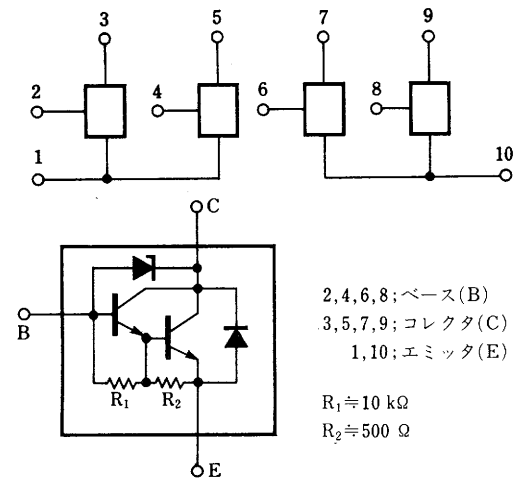 3 5 7 9
2 4 6 8
1 10
C
B
R₁ R₂
E
2,4,6,8;ベース(B)
3,5,7,9;コレクタ(C)
1,10;エミッタ(E)
R₁≒10 kΩ
R₂≒500 Ω